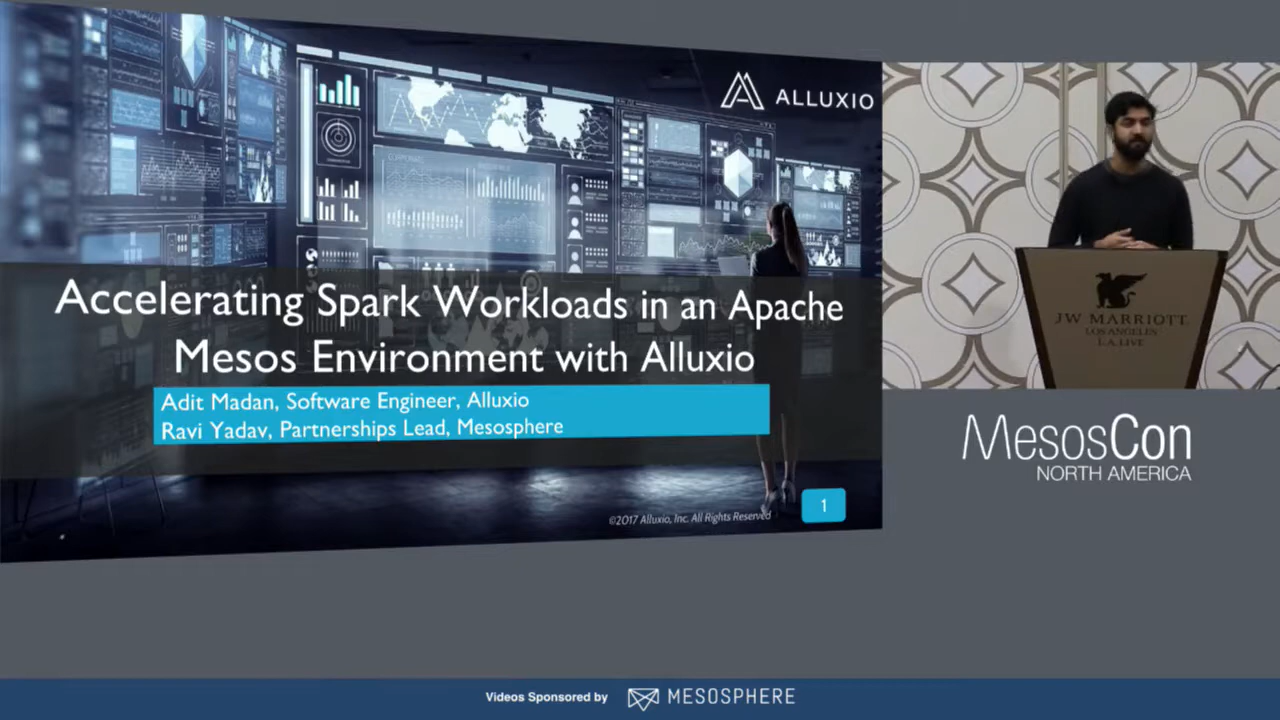 ALLUXIO
Accelerating Spark Workloads in an Apache
Mesos Environment with Alluxio
Adit Madan, Software Engineer, Alluxio
Ravi Yadav, Partnerships Lead, Mesosphere
©2017 Alluxio, Inc. All Rights Reserved
1
JW MARRIOTT
LOS ANGELES
L.A. LIVE
MesosCon
NORTH AMERICA
Videos Sponsored by MESOSPHERE